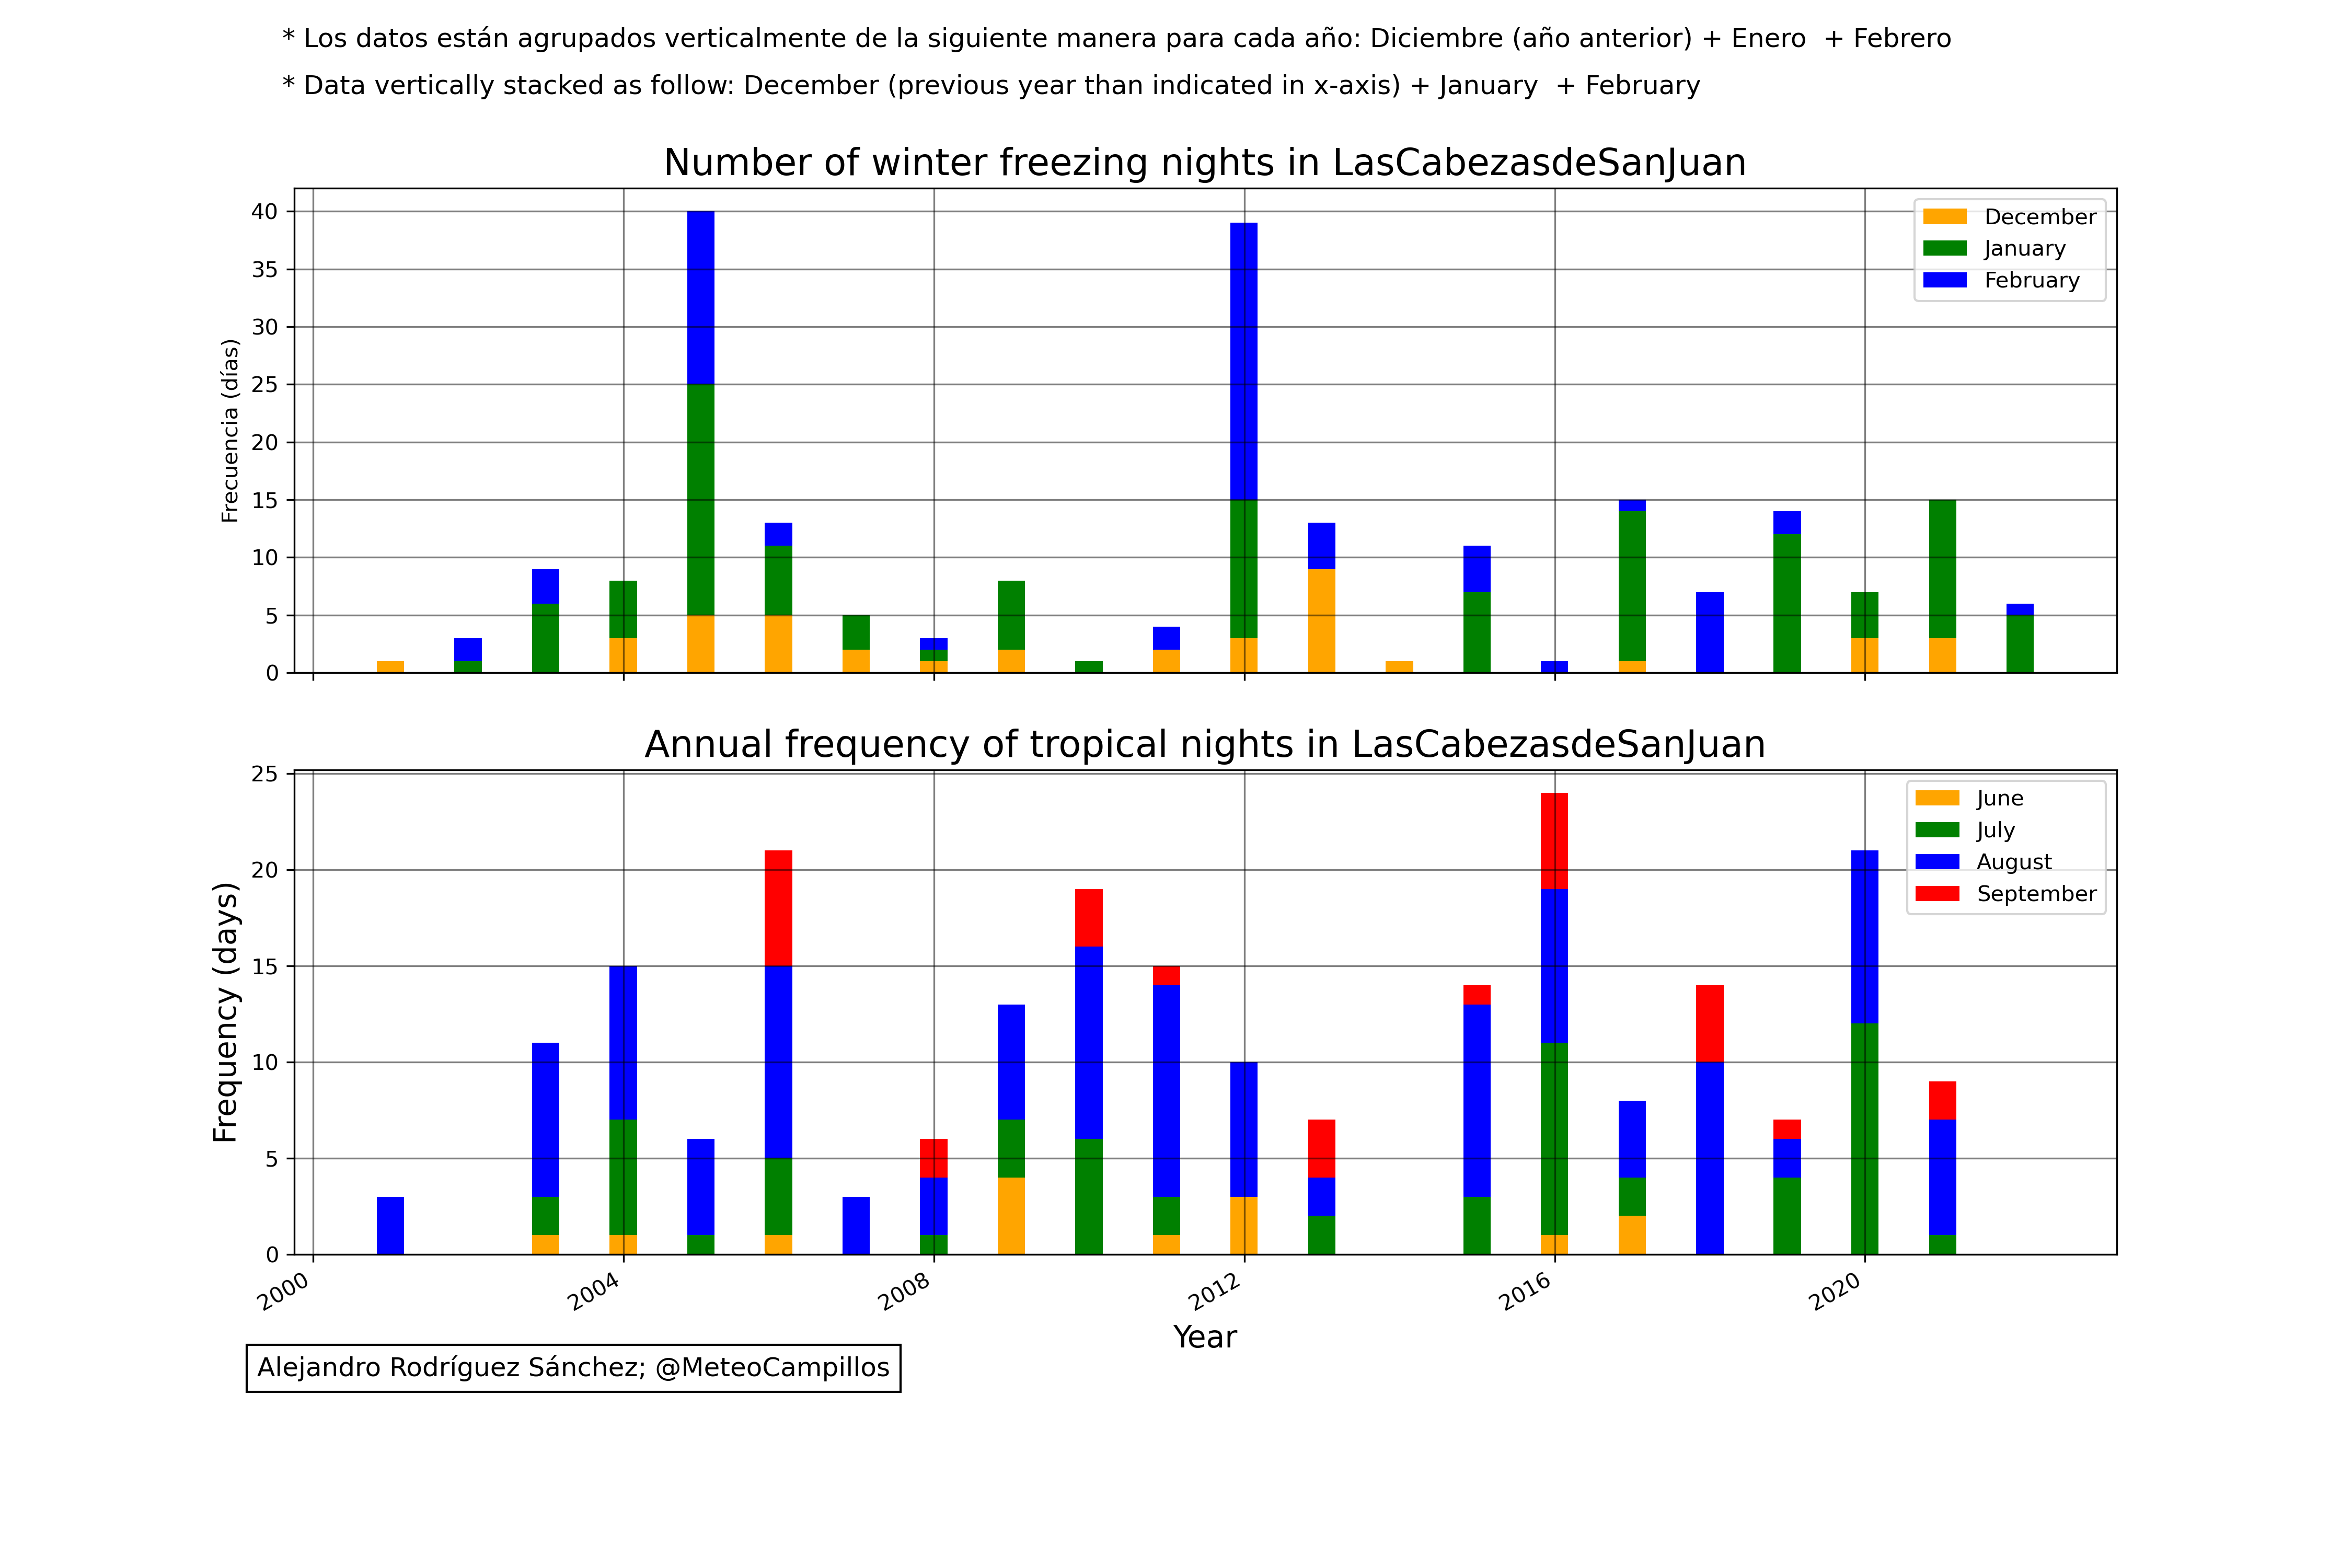 * Los datos están agrupados verticalmente de la siguiente manera para cada año: Diciembre (año anterior) + Enero  + Febrero
* Data vertically stacked as follow: December (previous year than indicated in x-axis) + January  + February
Number of winter freezing nights in LasCabezasdeSanJuan
Frecuencia (días)
40
35
30
25
20
15
10
5
0
December
January
February
Annual frequency of tropical nights in LasCabezasdeSanJuan
Frequency (days)
25
20
15
10
5
0
June
July
August
September
2000
2004
2008
2012
2016
2020
Year
Alejandro Rodríguez Sánchez; @MeteoCampillos